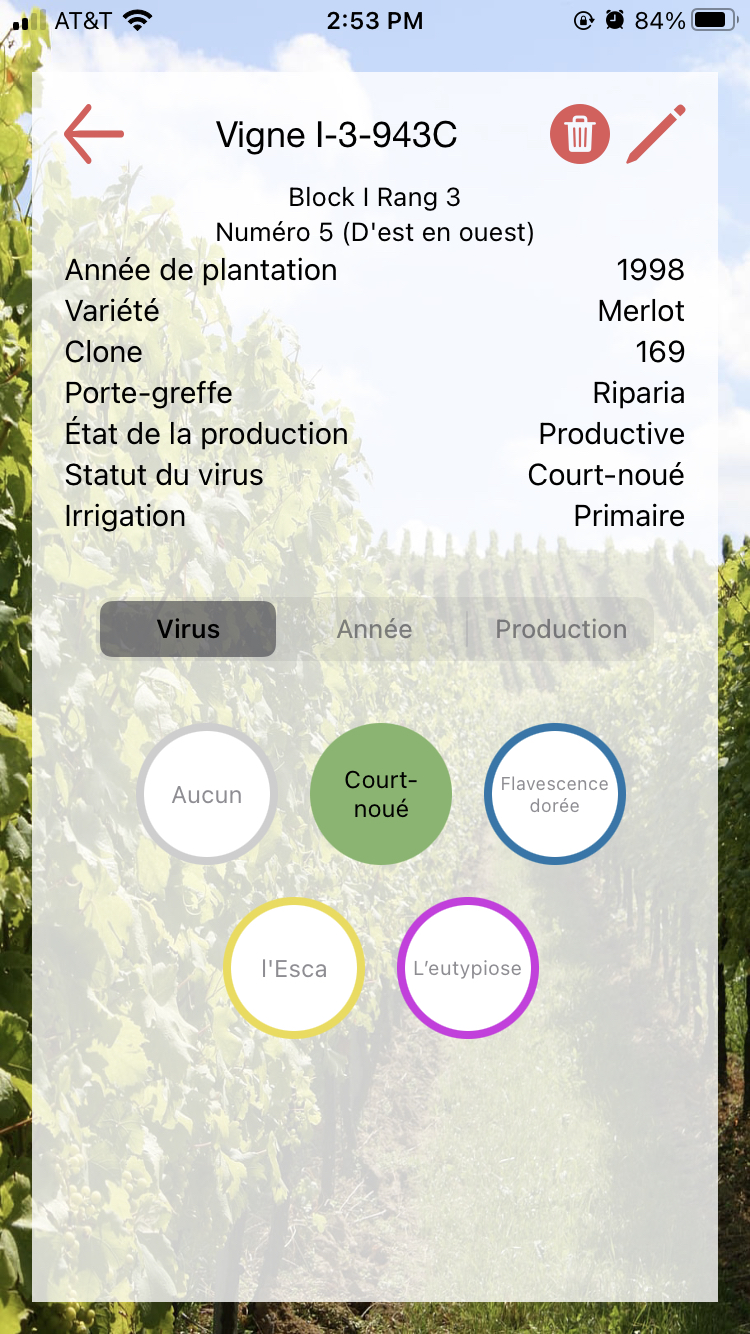 AT&T 2:53 PM 84%
Vigne I-3-943C
Block I Rang 3
Numéro 5 (D'est en ouest)
Année de plantation 1998
Variété Merlot
Clone 169
Porte-greffe Riparia
État de la production Productive
Statut du virus Court-noué
Irrigation Primaire
Virus Année Production
Aucun
Court-
noué
Flavescence
dorée
l'Esca
L’eutypiose